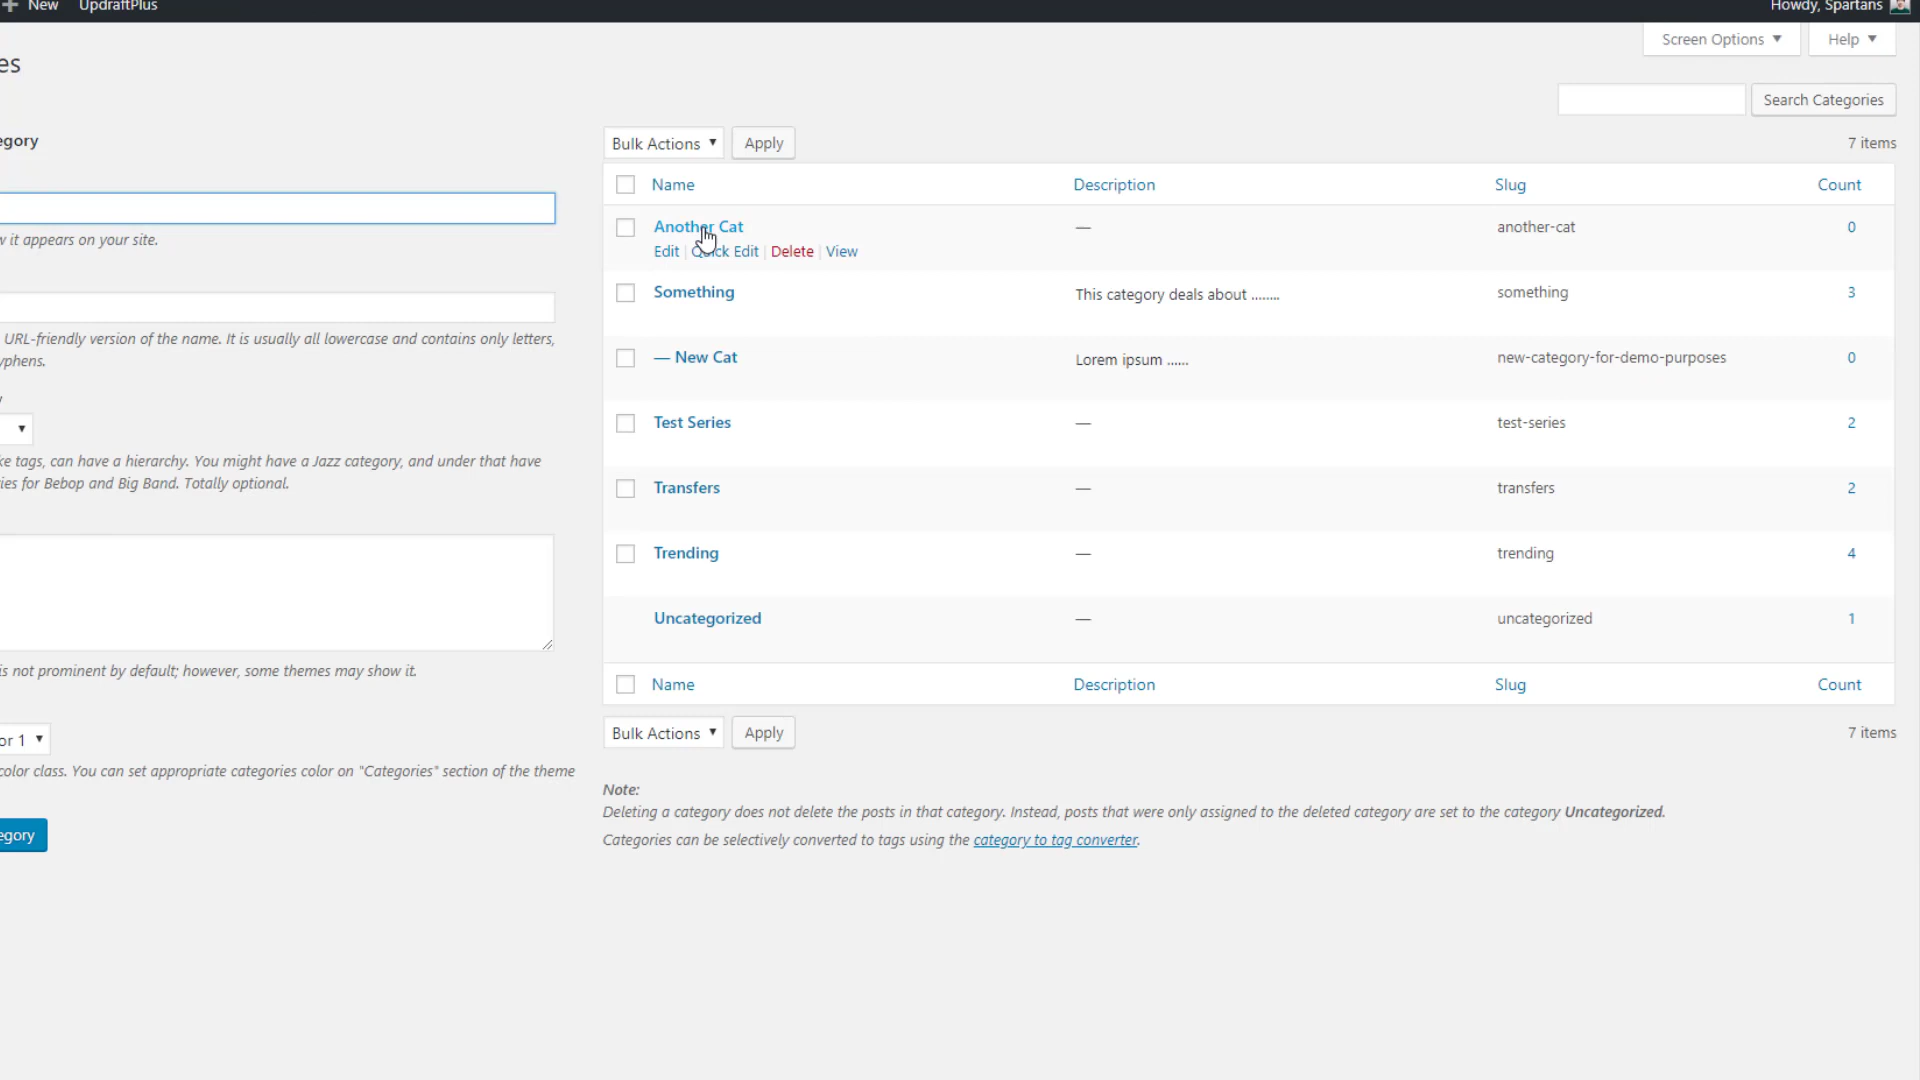 New UpdraftPlus
Howdy, Spartans
Screen Options ▼ Help ▼
es
Search Categories
egory
Bulk Actions ▼ Apply
7 items
Name Description Slug Count
Another Cat — another-cat 0
Edit | Quick Edit | Delete | View
Something This category deals about ........ something 3
— New Cat Lorem ipsum ...... new-category-for-demo-purposes 0
Test Series — test-series 2
Transfers — transfers 2
Trending — trending 4
Uncategorized — uncategorized 1
Name Description Slug Count
Bulk Actions ▼ Apply
7 items
Note:
Deleting a category does not delete the posts in that category. Instead, posts that were only assigned to the deleted category are set to the category Uncategorized.
Categories can be selectively converted to tags using the category to tag converter.
w it appears on your site.
URL-friendly version of the name. It is usually all lowercase and contains only letters,
yphens.
y
ke tags, can have a hierarchy. You might have a Jazz category, and under that have
ies for Bebop and Big Band. Totally optional.
is not prominent by default; however, some themes may show it.
or 1 ▼
color class. You can set appropriate categories color on "Categories" section of the theme
egory